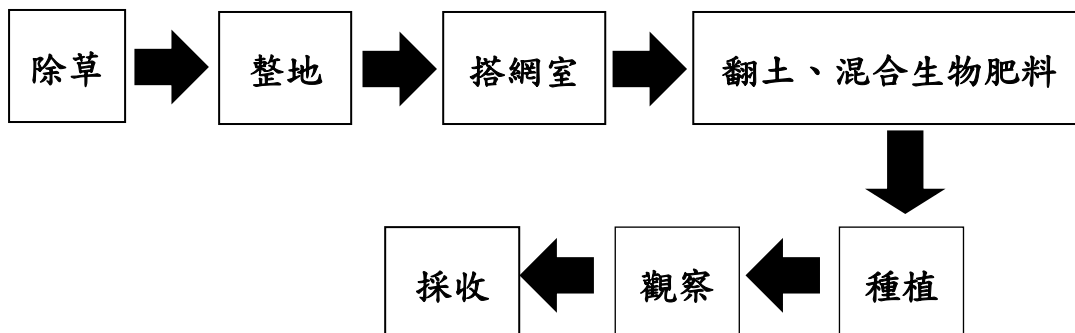 除草
整地
搭網室
翻土、混合生物肥料
種植
觀察
採收